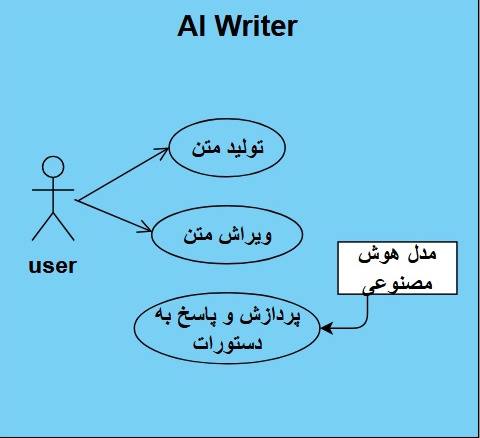 AI Writer
تولید متن
ویراش متن
user
مدل هوش
مصنوعی
پردازش و پاسخ به
دستورات